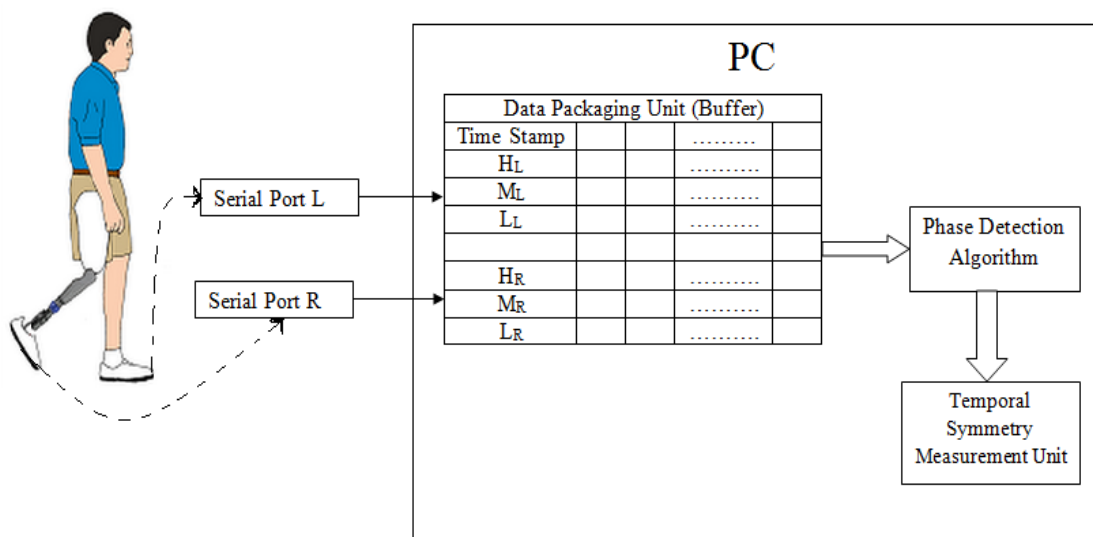 PC
Data Packaging Unit (Buffer)
Time Stamp ………
HL ……….
ML ……….
LL ……….
HR ……….
MR ……….
LR ……….
Serial Port L
Serial Port R
Phase Detection
Algorithm
Temporal
Symmetry
Measurement Unit